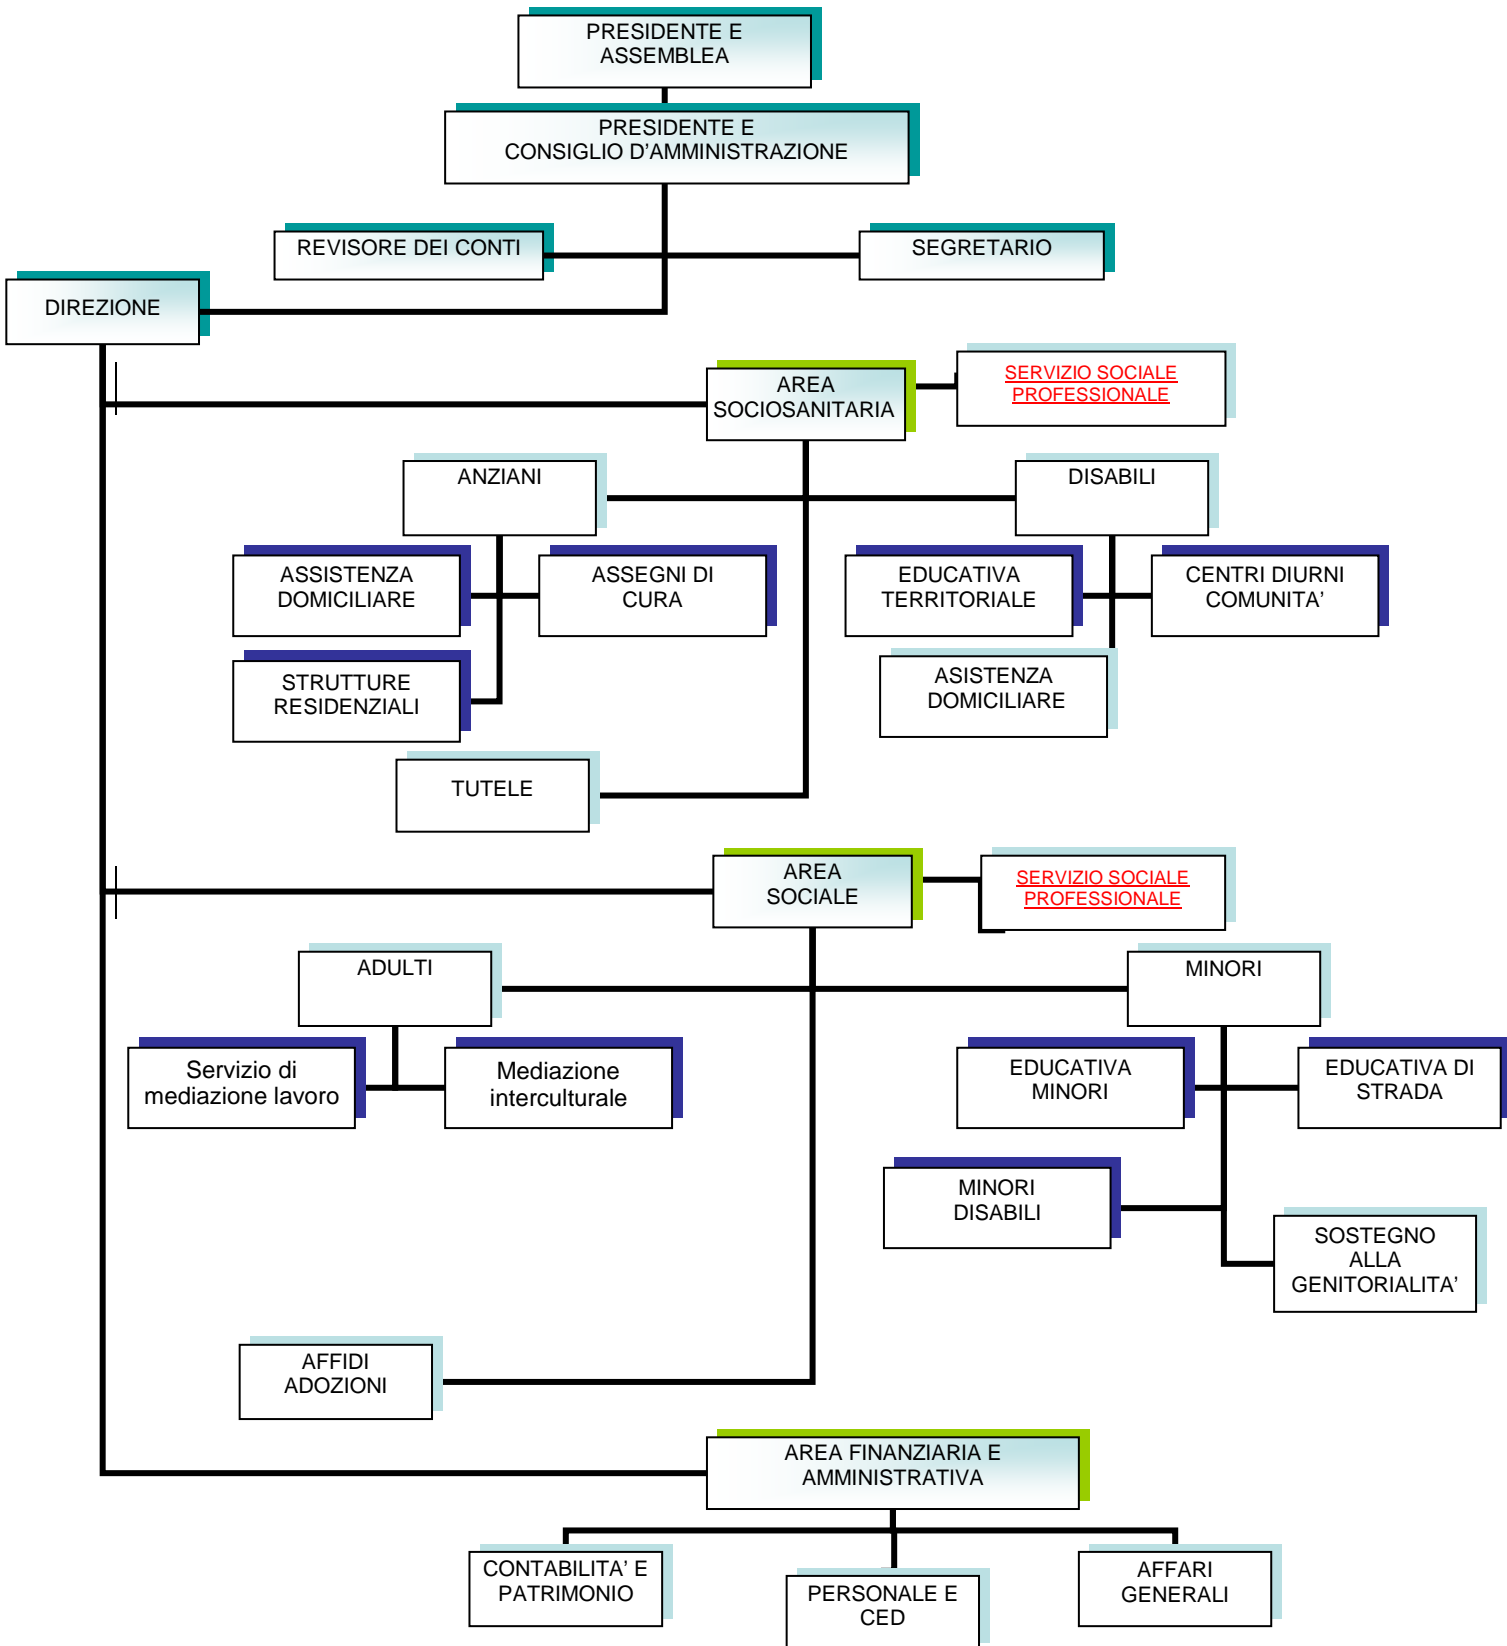 PRESIDENTE E
ASSEMBLEA
PRESIDENTE E
CONSIGLIO D'AMMINISTRAZIONE
REVISORE DEI CONTI
SEGRETARIO
DIREZIONE
AREA
SOCIOSANITARIA
SERVIZIO SOCIALE
PROFESSIONALE
ANZIANI
DISABILI
ASSISTENZA
DOMICILIARE
ASSEGNI DI
CURA
EDUCATIVA
TERRITORIALE
CENTRI DIURNI
COMUNITA’
STRUTTURE
RESIDENZIALI
ASISTENZA
DOMICILIARE
TUTELE
AREA
SOCIALE
SERVIZIO SOCIALE
PROFESSIONALE
ADULTI
MINORI
Servizio di
mediazione lavoro
Mediazione
interculturale
EDUCATIVA
MINORI
EDUCATIVA DI
STRADA
MINORI
DISABILI
SOSTEGNO
ALLA
GENITORIALITA’
AFFIDI
ADOZIONI
AREA FINANZIARIA E
AMMINISTRATIVA
CONTABILITA’ E
PATRIMONIO
PERSONALE E
CED
AFFARI
GENERALI